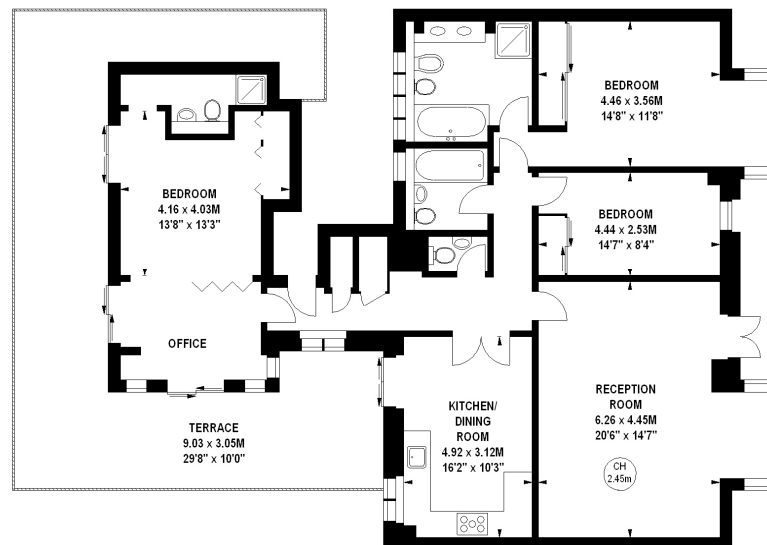 BEDROOM
4.46 x 3.56M
14'8" x 11'8"
BEDROOM
4.16 x 4.03M
13'8" x 13'3"
BEDROOM
4.44 x 2.53M
14'7" x 8'4"
OFFICE
TERRACE
9.03 x 3.05M
29'8" x 10'0"
KITCHEN/
DINING
ROOM
4.92 x 3.12M
16'2" x 10'3"
RECEPTION
ROOM
6.26 x 4.45M
20'6" x 14'7"
CH
2.45m